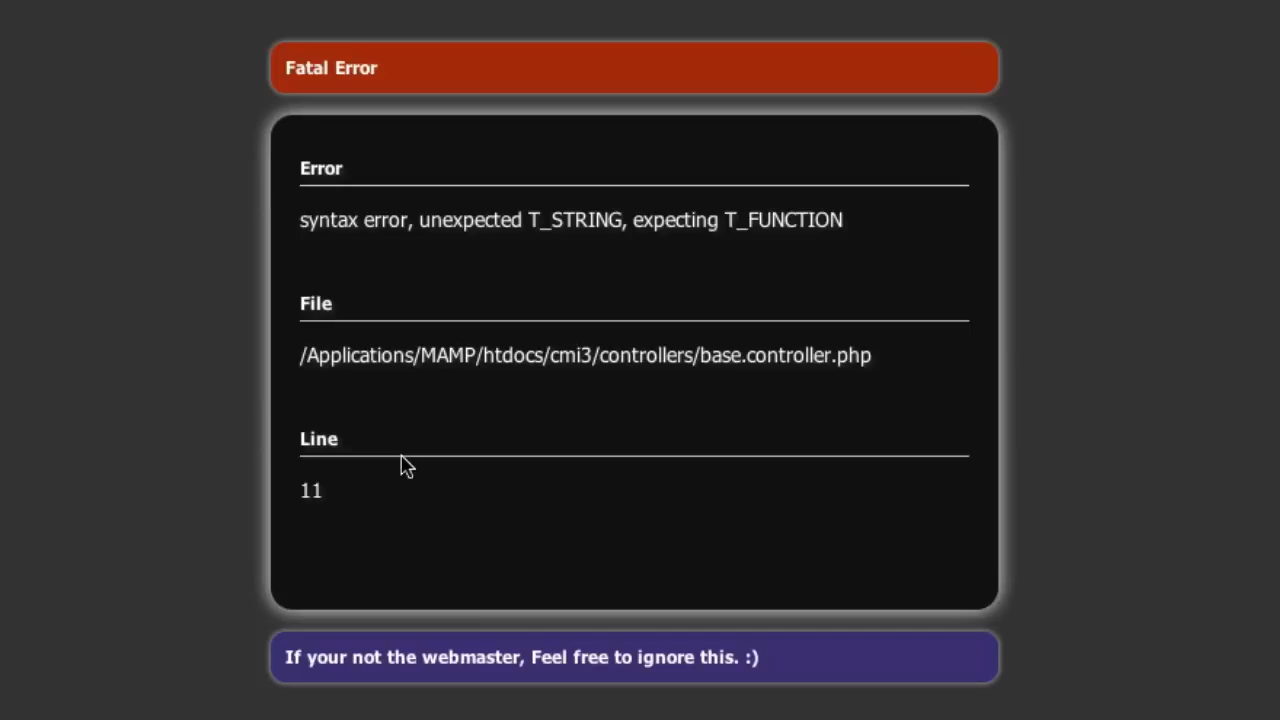 Fatal Error
Error
syntax error, unexpected T_STRING, expecting T_FUNCTION
File
/Applications/MAMP/htdocs/cmi3/controllers/base.controller.php
Line
11
If your not the webmaster, Feel free to ignore this. :)